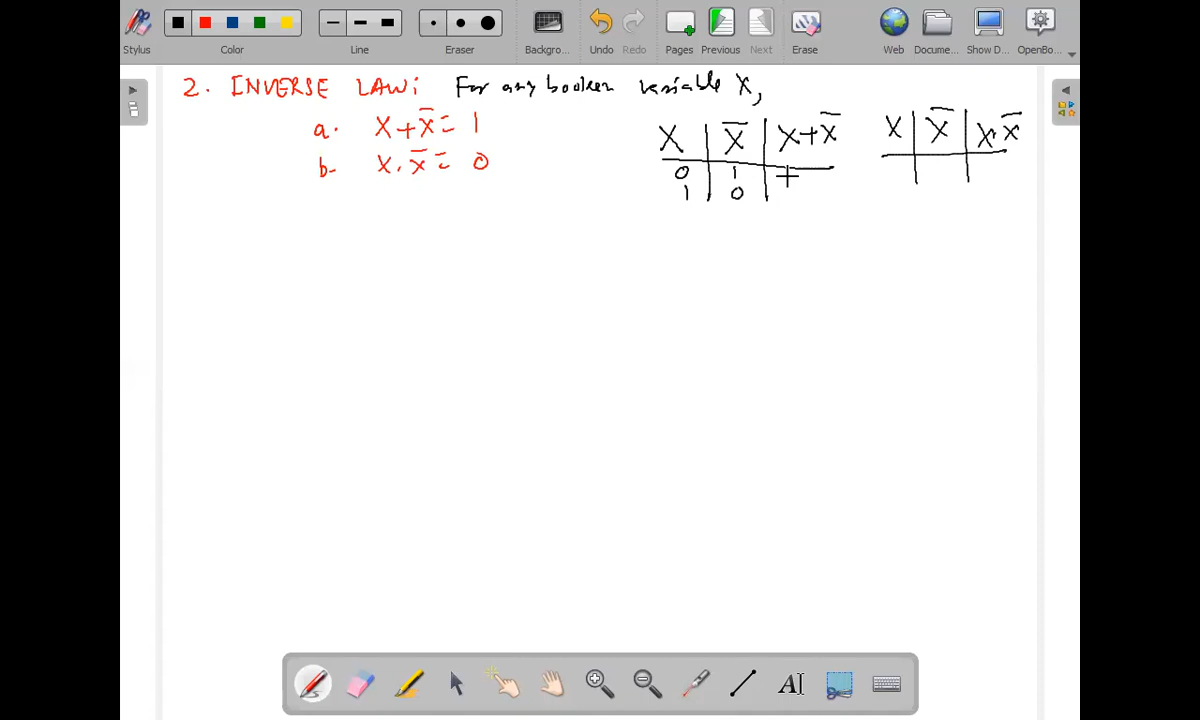 Stylus
Color
Line
Eraser
Backgro...
Undo
Redo
Pages
Previous
Next
Erase
Web
Docume...
Show D...
OpenBo...
2. INVERSE LAW: For any boolean variable X,
a. X + X̅ = 1
b. X . X̅ = 0
X | X̅ | X + X̅
0 | 1 |
1 | 0 |
X | X̅ | X . X̅
AI